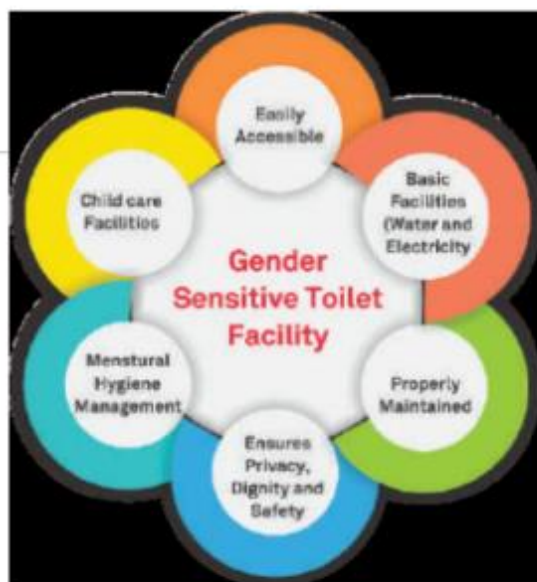 Easily
Accessible
Basic
Facilities
(Water and
Electricity
Properly
Maintained
Ensures
Privacy,
Dignity and
Safety
Menstural
Hygiene
Management
Child care
Facilities
Gender
Sensitive Toilet
Facility